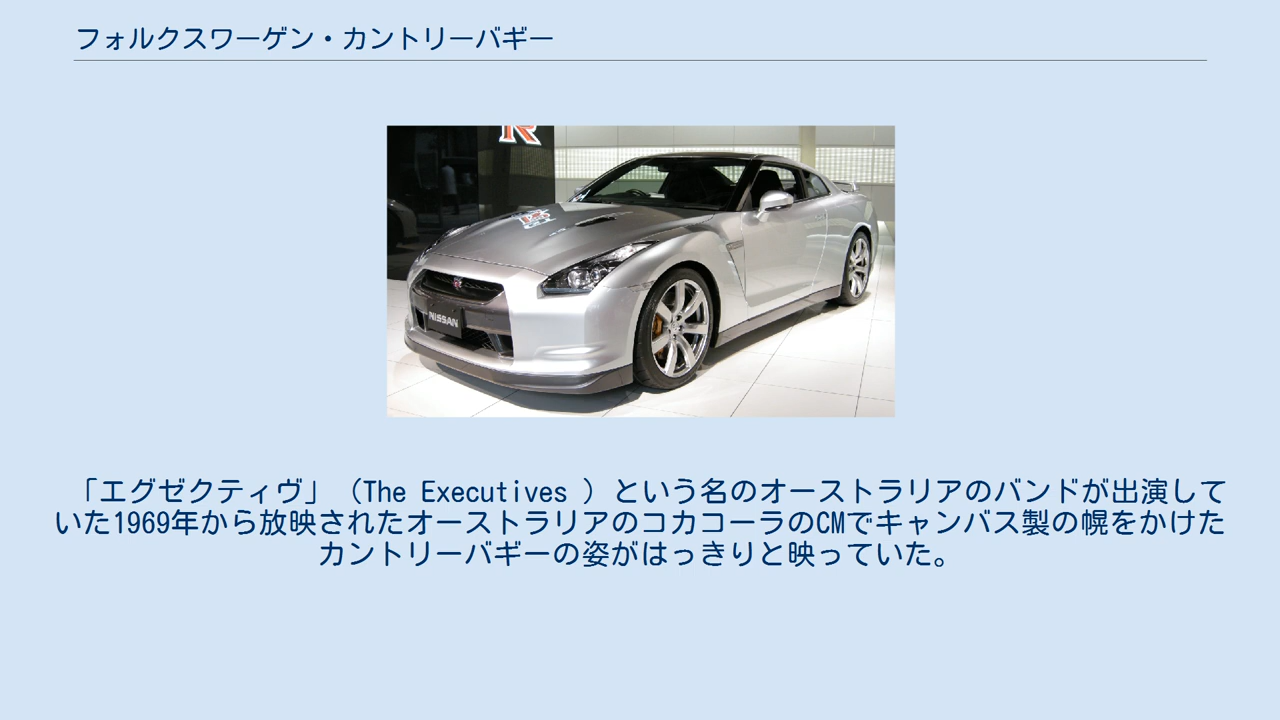 フォルクスワーゲン・カントリーバギー
R
NISSAN
「エグゼクティヴ」（The Executives ）という名のオーストラリアのバンドが出演して
いた1969年から放映されたオーストラリアのコカコーラのCMでキャンバス製の幌をかけた
カントリーバギーの姿がはっきりと映っていた。